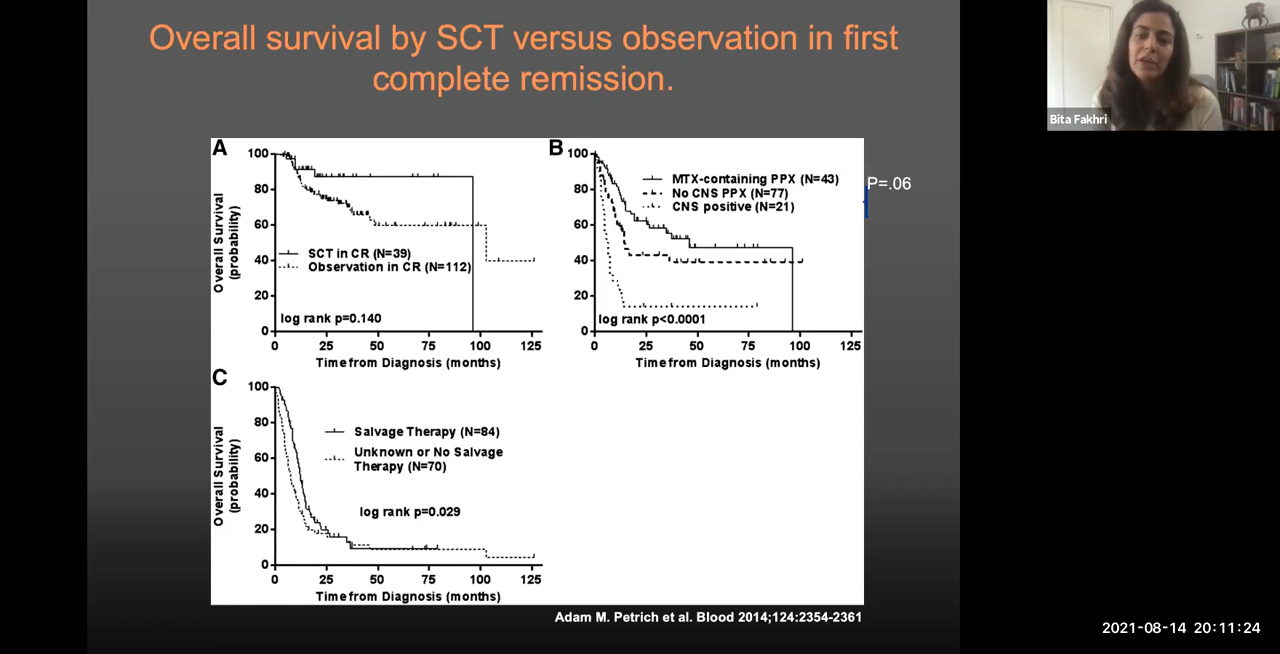 Overall survival by SCT versus observation in first
complete remission.
Bita Fakhri
A
100
80
60
40
20
0
Overall Survival
(probability)
SCT in CR (N=39)
Observation in CR (N=112)
log rank p=0.140
0 25 50 75 100 125
Time from Diagnosis (months)
B
100
80
60
40
20
0
MTX-containing PPX (N=43)
No CNS PPX (N=77)
CNS positive (N=21)
log rank p<0.0001
0 25 50 75 100 125
Time from Diagnosis (months)
P=.06
C
100
80
60
40
20
0
Overall Survival
(probability)
Salvage Therapy (N=84)
Unknown or No Salvage
Therapy (N=70)
log rank p=0.029
0 25 50 75 100 125
Time from Diagnosis (months)
Adam M. Petrich et al. Blood 2014;124:2354-2361
2021-08-14 20:11:24